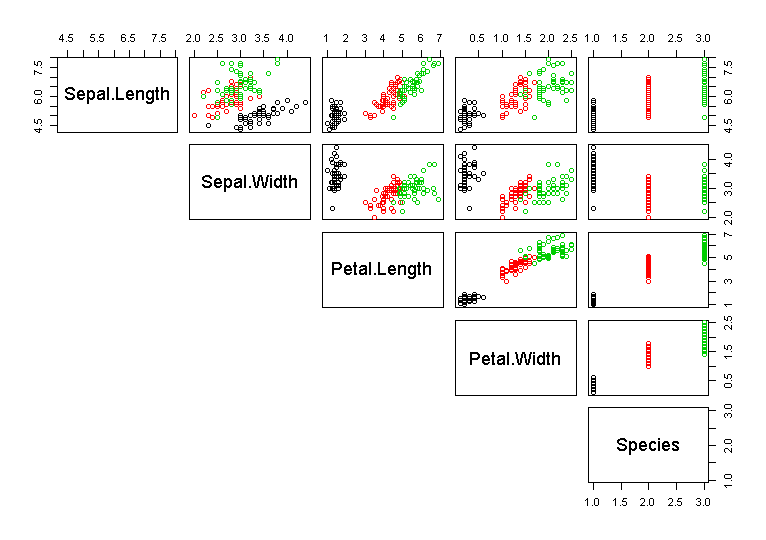 4.5 5.5 6.5 7.5
2.0 3.0 4.0
1 2 3 4 5 6 7
0.5 1.5 2.5
1.0 1.5 2.0 2.5 3.0
4.5 6.0 7.5
Sepal.Length
Sepal.Width
2.0 3.0 4.0
Petal.Length
1 3 5 7
Petal.Width
0.5 1.5 2.5
Species
1.0 2.0 3.0
1.0 1.5 2.0 2.5 3.0